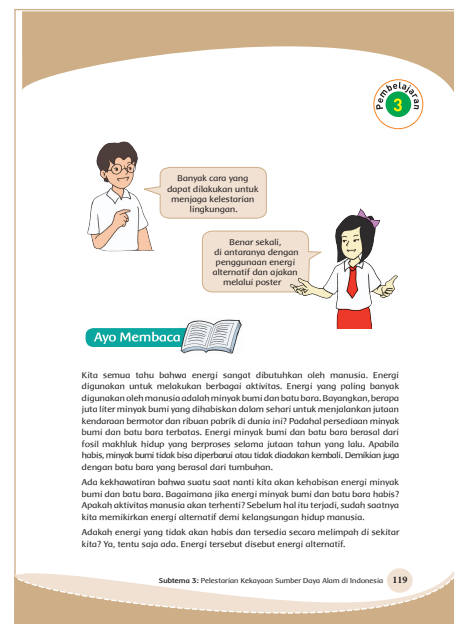 Pembelajaran
3
Banyak cara yang
dapat dilakukan untuk
menjaga kelestarian
lingkungan.
Benar sekali,
di antaranya dengan
penggunaan energi
alternatif dan ajakan
melalui poster
Ayo Membaca
Kita semua tahu bahwa energi sangat dibutuhkan oleh manusia. Energi
digunakan untuk melakukan berbagai aktivitas. Energi yang paling banyak
digunakan oleh manusia adalah minyak bumi dan batu bara. Bayangkan, berapa
juta liter minyak bumi yang dihabiskan dalam sehari untuk menjalankan jutaan
kendaraan bermotor dan ribuan pabrik di dunia ini? Padahal persediaan minyak
bumi dan batu bara terbatas. Energi minyak bumi dan batu bara berasal dari
fosil makhluk hidup yang berproses selama jutaan tahun yang lalu. Apabila
habis, minyak bumi tidak bisa diperbarui atau tidak diadakan kembali. Demikian juga
dengan batu bara yang berasal dari tumbuhan.
Ada kekhawatiran bahwa suatu saat nanti kita akan kehabisan energi minyak
bumi dan batu bara. Bagaimana jika energi minyak bumi dan batu bara habis?
Apakah aktivitas manusia akan terhenti? Sebelum hal itu terjadi, sudah saatnya
kita memikirkan energi alternatif demi kelangsungan hidup manusia.
Adakah energi yang tidak akan habis dan tersedia secara melimpah di sekitar
kita? Ya, tentu saja ada. Energi tersebut disebut energi alternatif.
Subtema 3: Pelestarian Kekayaan Sumber Daya Alam di Indonesia 119